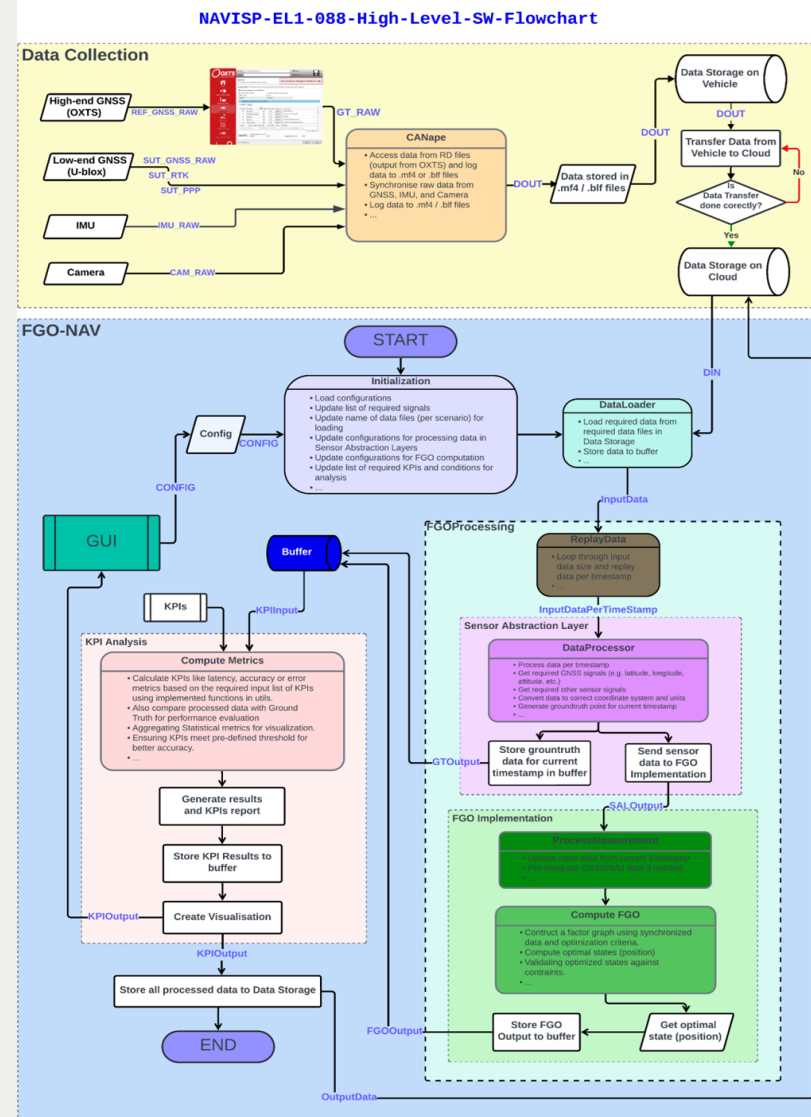 NAVISP-EL1-088-High-Level-SW-Flowchart
Data Collection
High-end GNSS
(OXTS)
REF_GNSS_RAW
OXTS
GT_RAW
Low-end GNSS
(U-blox)
SUT_GNSS_RAW
SUT_RTK
SUT_PPP
IMU
IMU_RAW
Camera
CAM_RAW
CANape
• Access data from RD files
(output from OXTS) and log
data to .mf4 or .blf files
• Synchronise raw data from
GNSS, IMU, and Camera
• Log data to .mf4 / .blf files
• ...
DOUT
Data stored in
.mf4 / .blf files
DOUT
Data Storage on
Vehicle
DOUT
Transfer Data from
Vehicle to Cloud
No
Is
Data Transfer
done corectly?
Yes
Data Storage on
Cloud
DIN
FGO-NAV
START
Initialization
• Load configurations
• Update list of required signals
• Update name of data files (per scenario) for
loading
• Update configurations for processing data in
Sensor Abstraction Layers
• Update configurations for FGO computation
• Update list of required KPIs and conditions for
analysis
• ...
Config
CONFIG
CONFIG
GUI
DataLoader
• Load required data from
required data files in
Data Storage
• Store data to buffer
• ...
InputData
Buffer
KPIInput
KPIs
KPI Analysis
Compute Metrics
• Calculate KPIs like latency, accuracy or error
metrics based on the required input list of KPIs
using implemented functions in utils.
• Also compare processed data with Ground
Truth for performance evaluation
• Aggregating Statistical metrics for visualization.
• Ensuring KPIs meet pre-defined threshold for
better accuracy.
• ...
Generate results
and KPIs report
Store KPI Results to
buffer
Create Visualisation
KPIOutput
KPIOutput
Store all processed data to Data Storage
END
OutputData
FGOProcessing
ReplayData
• Loop through input
data size and replay
data per timestamp
• ...
InputDataPerTimeStamp
Sensor Abstraction Layer
DataProcessor
• Process data per timestamp
• Get required GNSS signals (e.g. latitude, longitude,
attitude, etc.)
• Get required other sensor signals
• Convert data to correct coordinate system and units
• Generate groundtruth point for current timestamp
• ...
GTOutput
Store grountruth
data for current
timestamp in buffer
Send sensor
data to FGO
Implementation
SALOutput
FGO Implementation
ProcessMeasurement
• Update input data from current timestamp.
• Pre-integrate GNSS/IMU data if needed.
• ...
Compute FGO
• Contruct a factor graph using synchronized
data and optimization criteria.
• Compute optimal states (position)
• Validating optimized states against
contraints.
• ...
FGOOutput
Store FGO
Output to buffer
Get optimal
state (position)